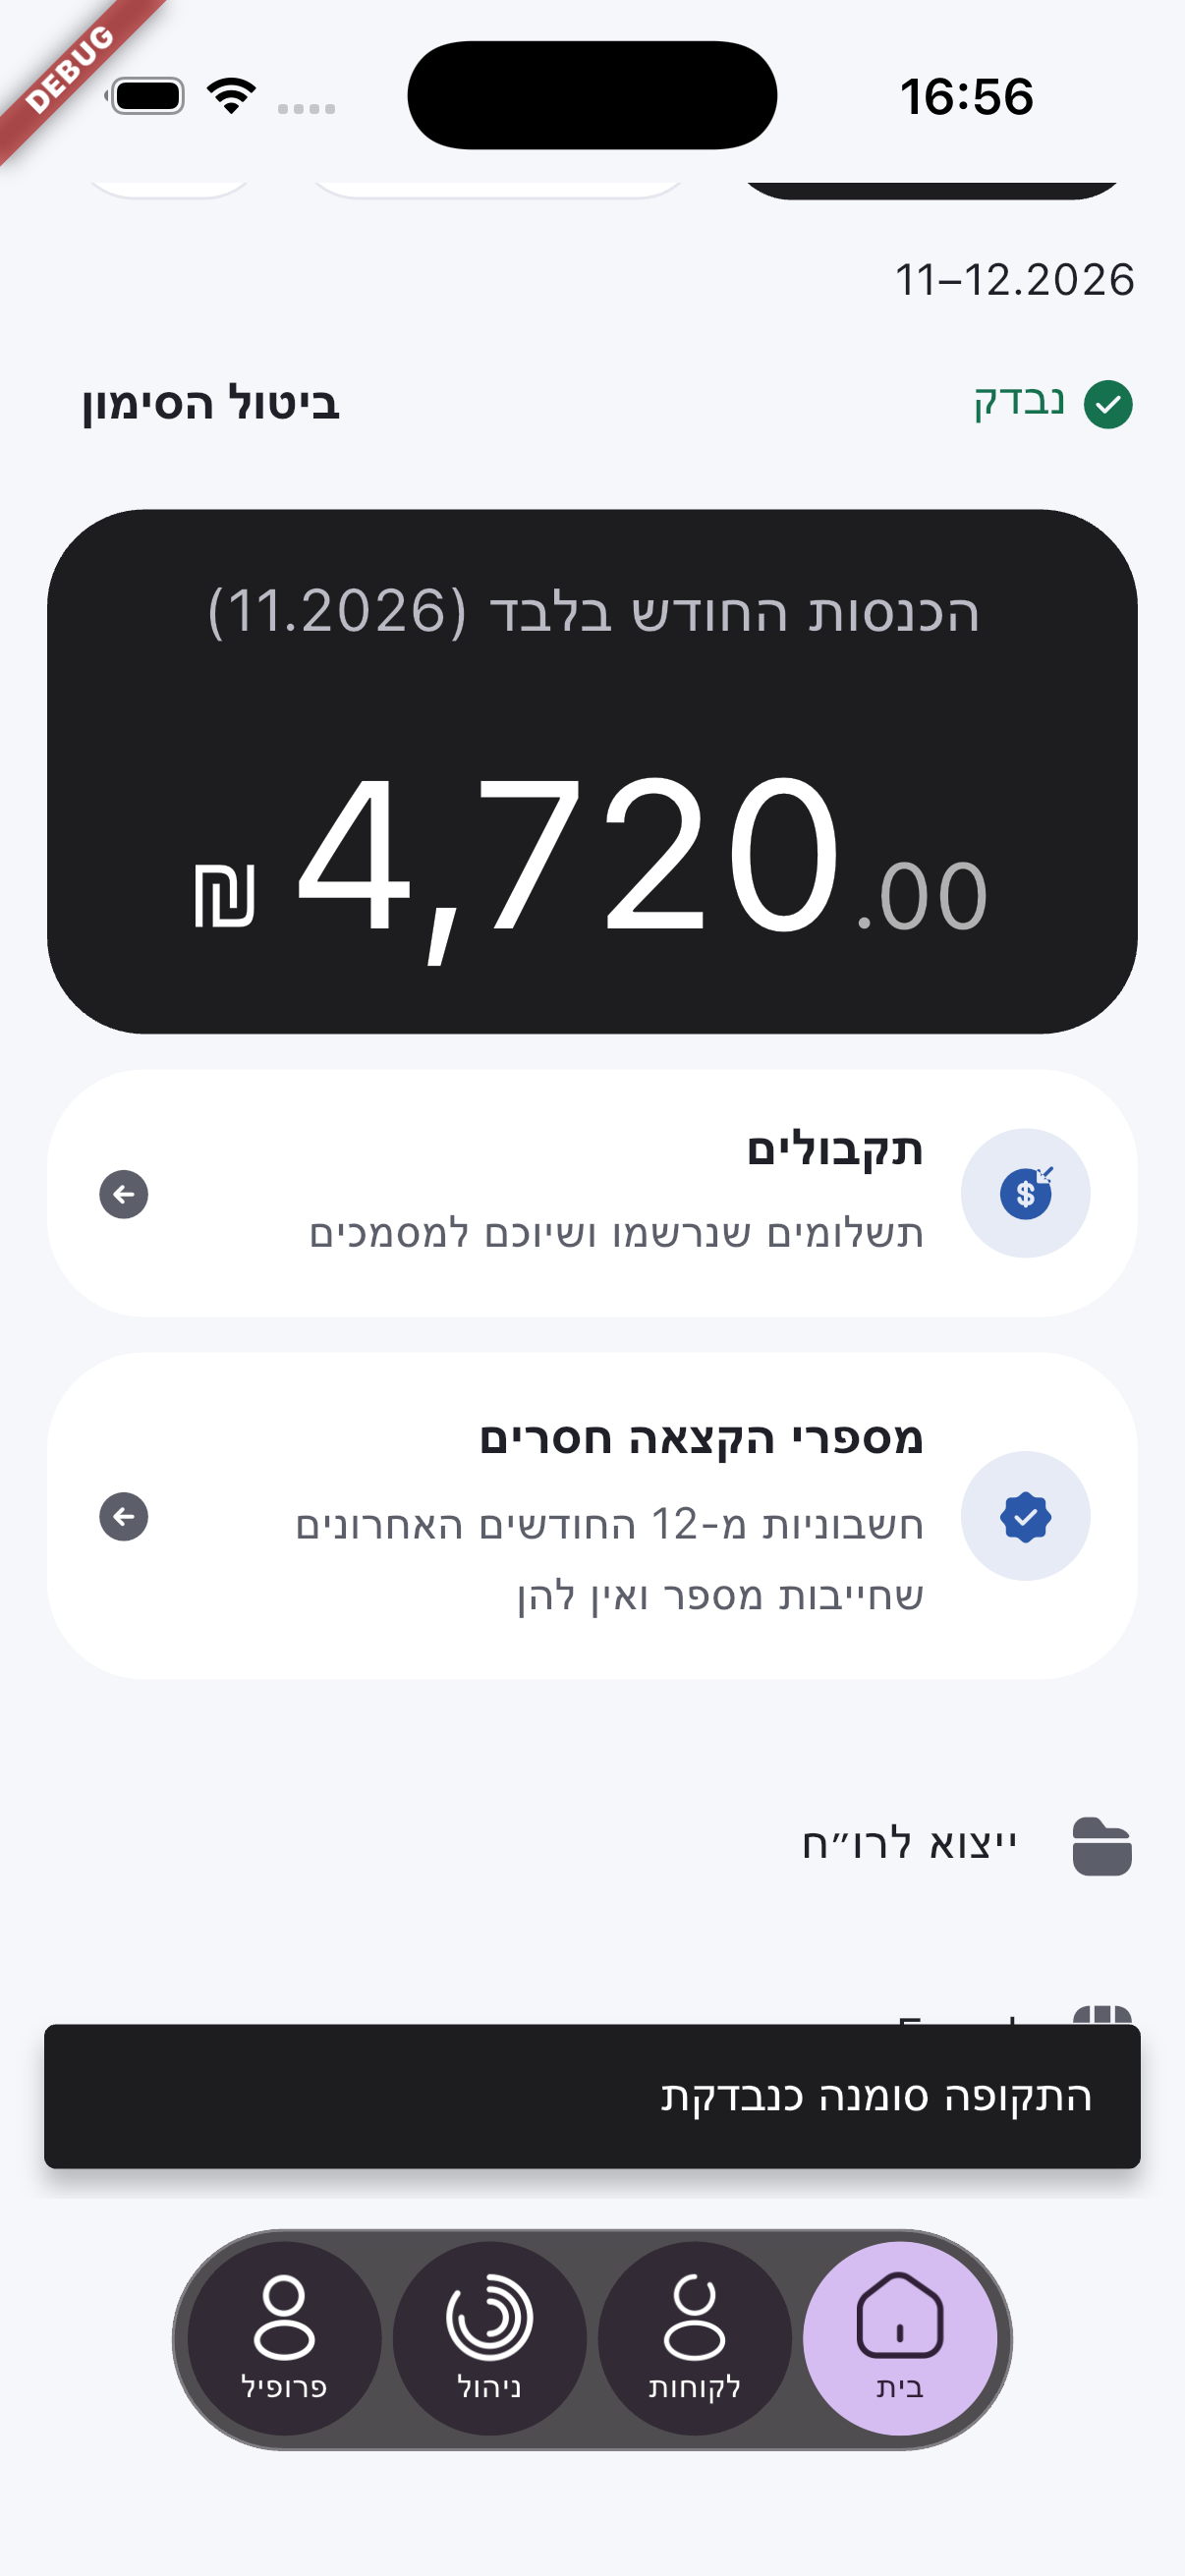 DEBUG
16:56
11–12.2026
נבדק
ביטול הסימון
הכנסות החודש בלבד (11.2026)
₪ 4,720.00
תקבולים
תשלומים שנרשמו ושיוכם למסמכים
מספרי הקצאה חסרים
חשבוניות מ-12 החודשים האחרונים
שחייבות מספר ואין להן
ייצוא לרו״ח
התקופה סומנה כנבדקת
בית
לקוחות
ניהול
פרופיל